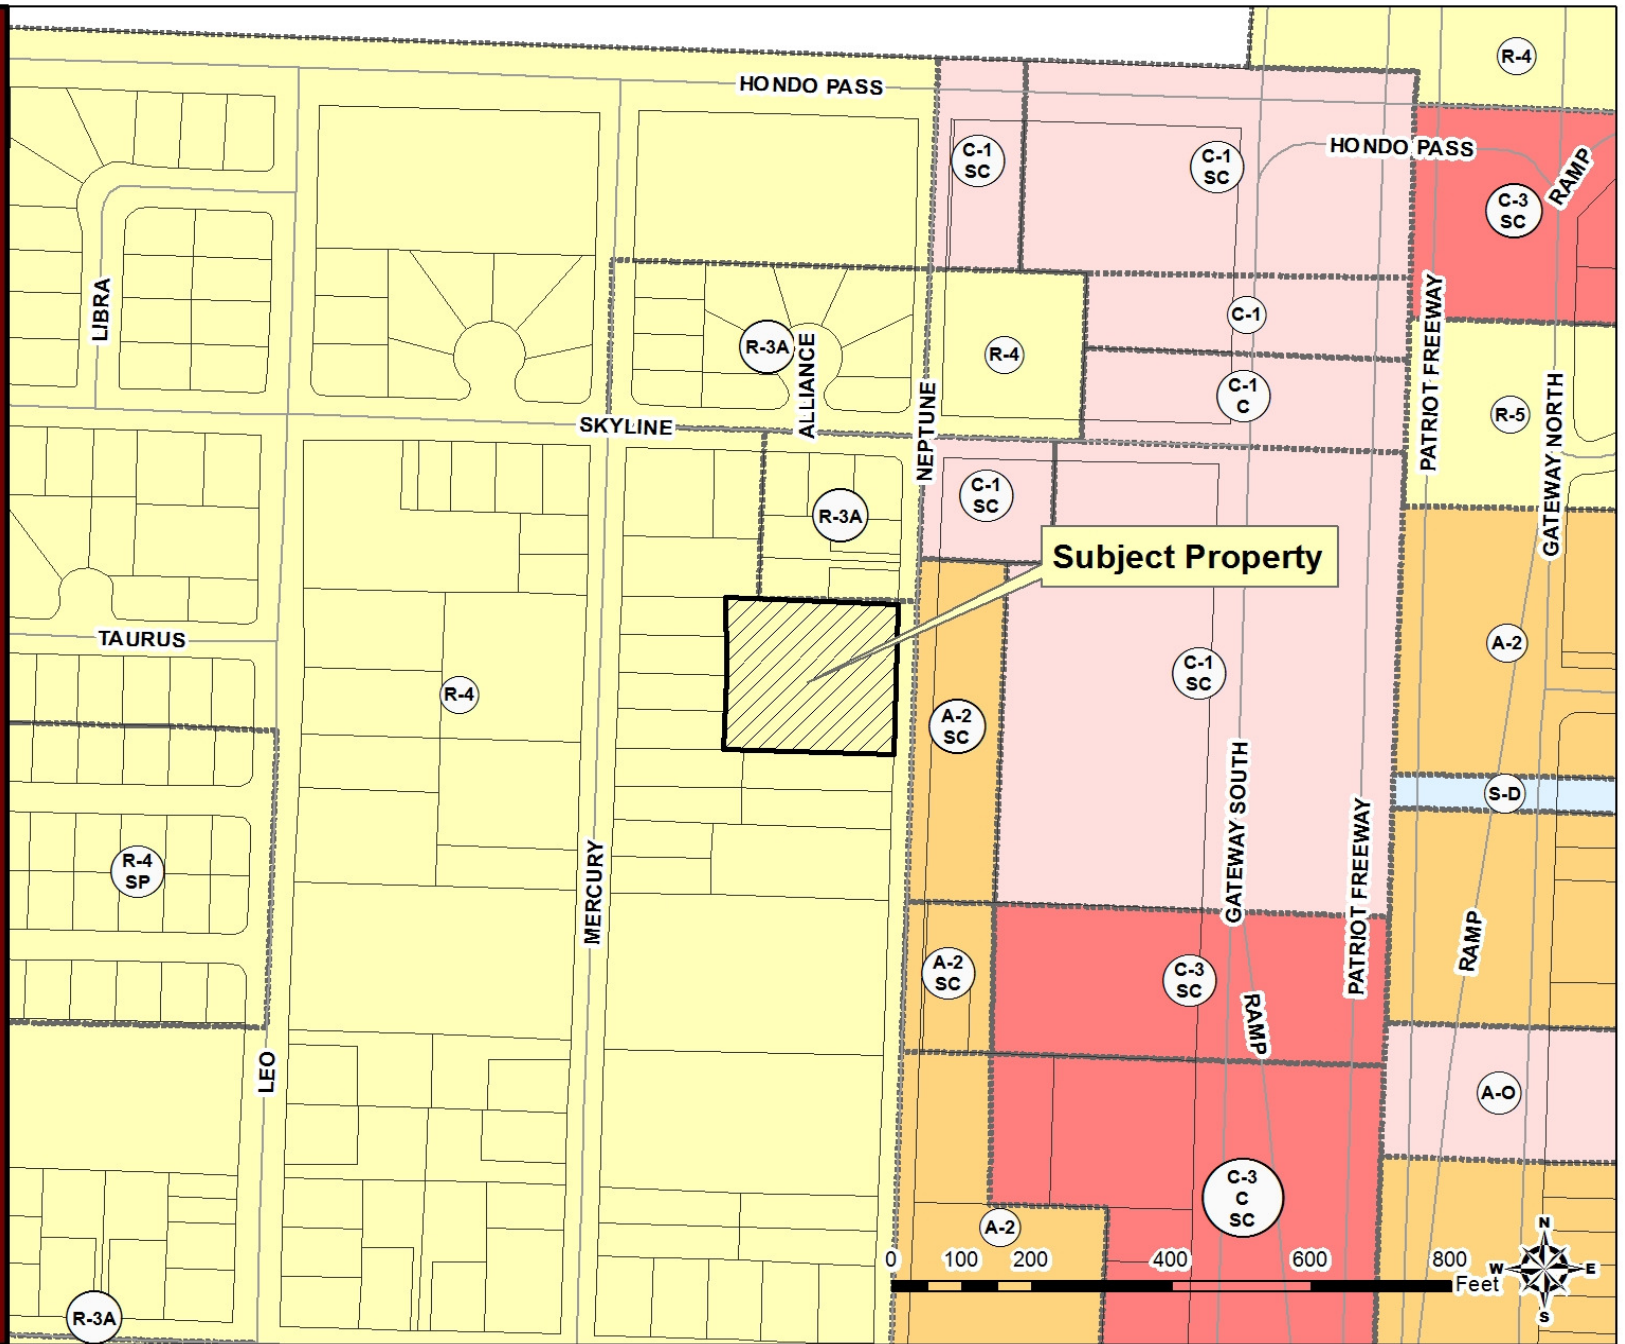 R-4
HONDO PASS
HONDO PASS
RAMP
C-1
SC
C-1
SC
C-3
SC
LIBRA
C-1
PATRIOT FREEWAY
R-3A
ALLIANCE
R-4
C-1
C
NEPTUNE
GATEWAY NORTH
R-5
SKYLINE
C-1
SC
R-3A
Subject Property
TAURUS
R-4
A-2
C-1
SC
A-2
SC
S-D
GATEWAY SOUTH
PATRIOT FREEWAY
R-4
SP
MERCURY
RAMP
A-2
SC
C-3
SC
RAMP
LEO
A-O
C-3
C
SC
A-2
0 100 200 400 600 800
Feet
N
W E
S
R-3A